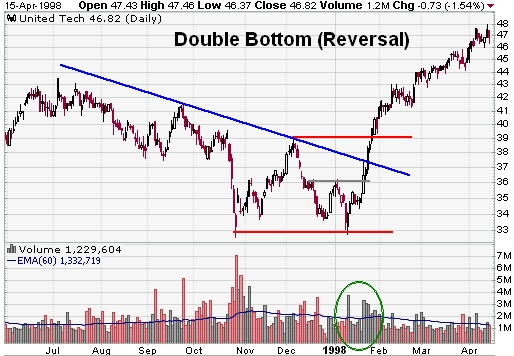 15-Apr-1998 Open 47.43 High 47.46 Low 46.37 Close 46.82 Volume 1.2M Chg -0.73 (-1.54%)
United Tech 46.82 (Daily)
Double Bottom (Reversal)
48
47
46
45
44
43
42
41
40
39
38
37
36
35
34
33
Volume 1,229,604
EMA(60) 1,332,719
7M
6M
5M
4M
3M
2M
1M
Jul Aug Sep Oct Nov Dec 1998 Feb Mar Apr